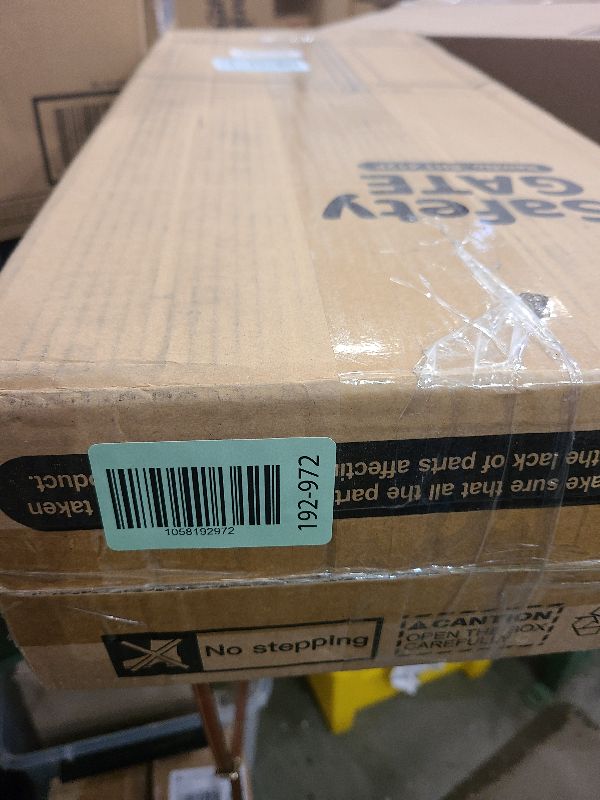 Safety
GATE
ake sure that all the part
taken
the lack of parts affecti
oduct.
1058192972
192-972
No stepping
CANTION
OPEN THE BOX
CAREFULLY